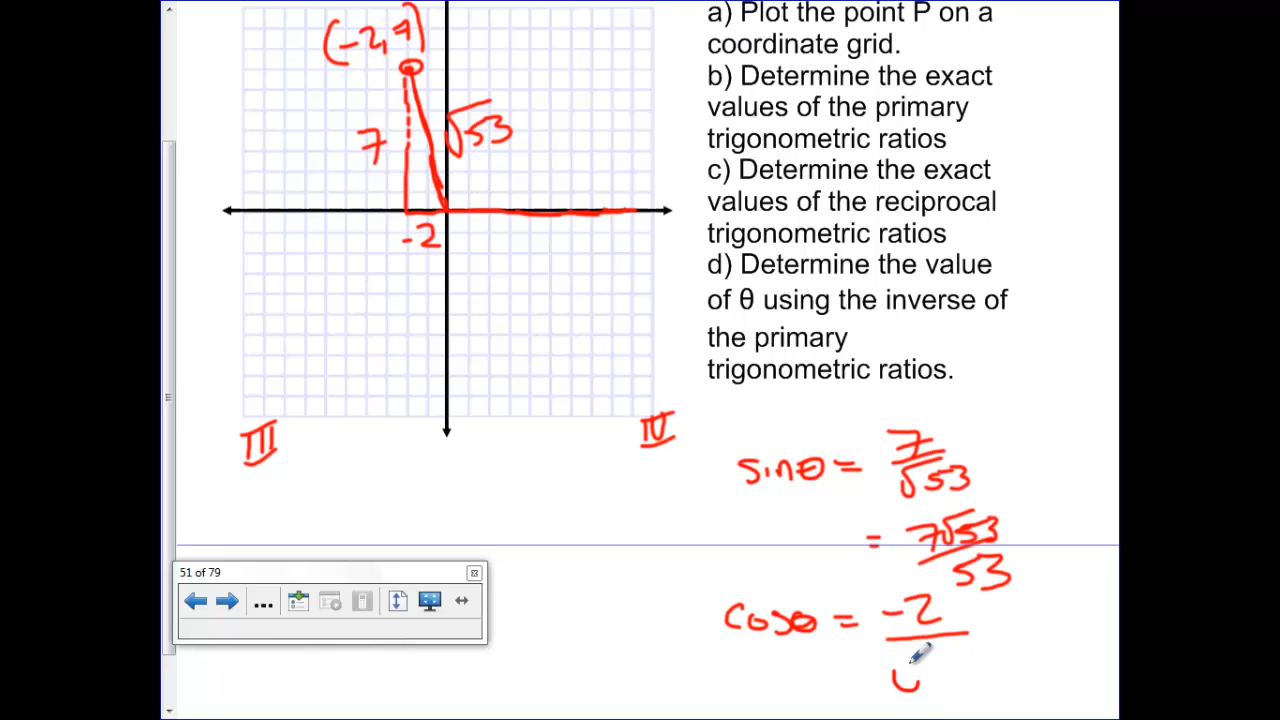 a) Plot the point P on a
coordinate grid.
b) Determine the exact
values of the primary
trigonometric ratios
c) Determine the exact
values of the reciprocal
trigonometric ratios
d) Determine the value
of θ using the inverse of
the primary
trigonometric ratios.
(-2,7)
7
√53
-2
III
IV
sinθ = 7/√53
= 7√53/53
cosθ = -2
51 of 79
...